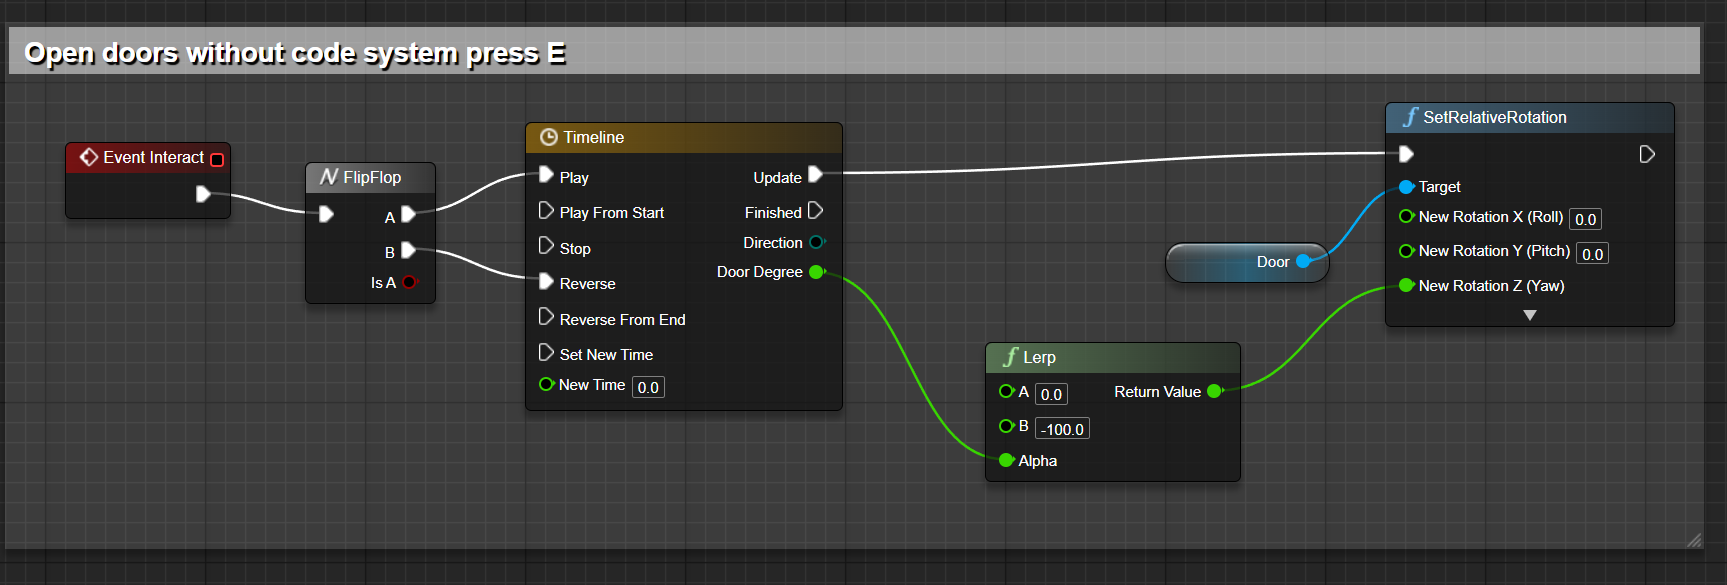 Open doors without code system press E
Event Interact
FlipFlop
A
B
Is A
Timeline
Play
Play From Start
Stop
Reverse
Reverse From End
Set New Time
New Time 0.0
Update
Finished
Direction
Door Degree
Lerp
A 0.0
B -100.0
Alpha
Return Value
Door
SetRelativeRotation
Target
New Rotation X (Roll) 0.0
New Rotation Y (Pitch) 0.0
New Rotation Z (Yaw)